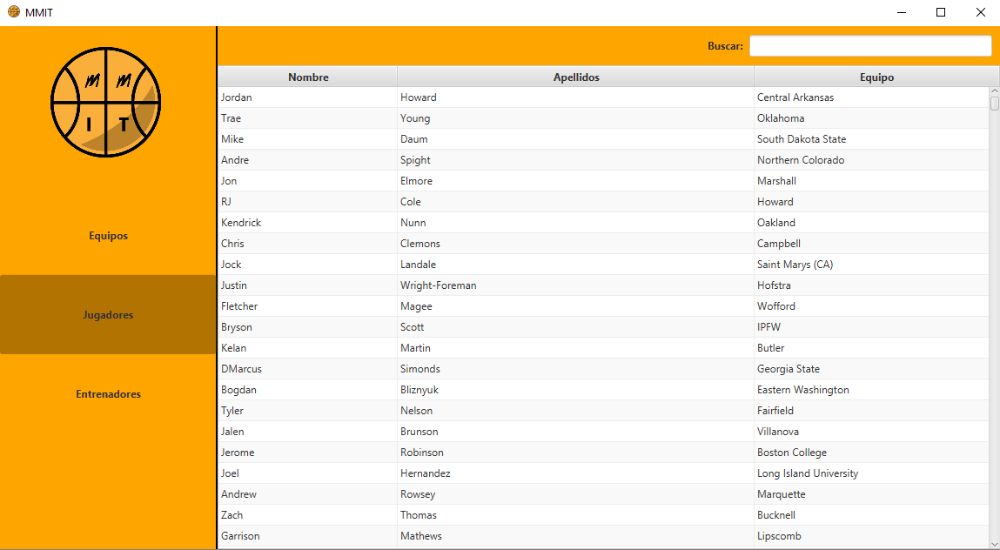 MMIT
M M
I T
Equipos
Jugadores
Entrenadores
Buscar:
Nombre Apellidos Equipo
Jordan Howard Central Arkansas
Trae Young Oklahoma
Mike Daum South Dakota State
Andre Spight Northern Colorado
Jon Elmore Marshall
RJ Cole Howard
Kendrick Nunn Oakland
Chris Clemons Campbell
Jock Landale Saint Marys (CA)
Justin Wright-Foreman Hofstra
Fletcher Magee Wofford
Bryson Scott IPFW
Kelan Martin Butler
DMarcus Simonds Georgia State
Bogdan Bliznyuk Eastern Washington
Tyler Nelson Fairfield
Jalen Brunson Villanova
Jerome Robinson Boston College
Joel Hernandez Long Island University
Andrew Rowsey Marquette
Zach Thomas Bucknell
Garrison Mathews Lipscomb